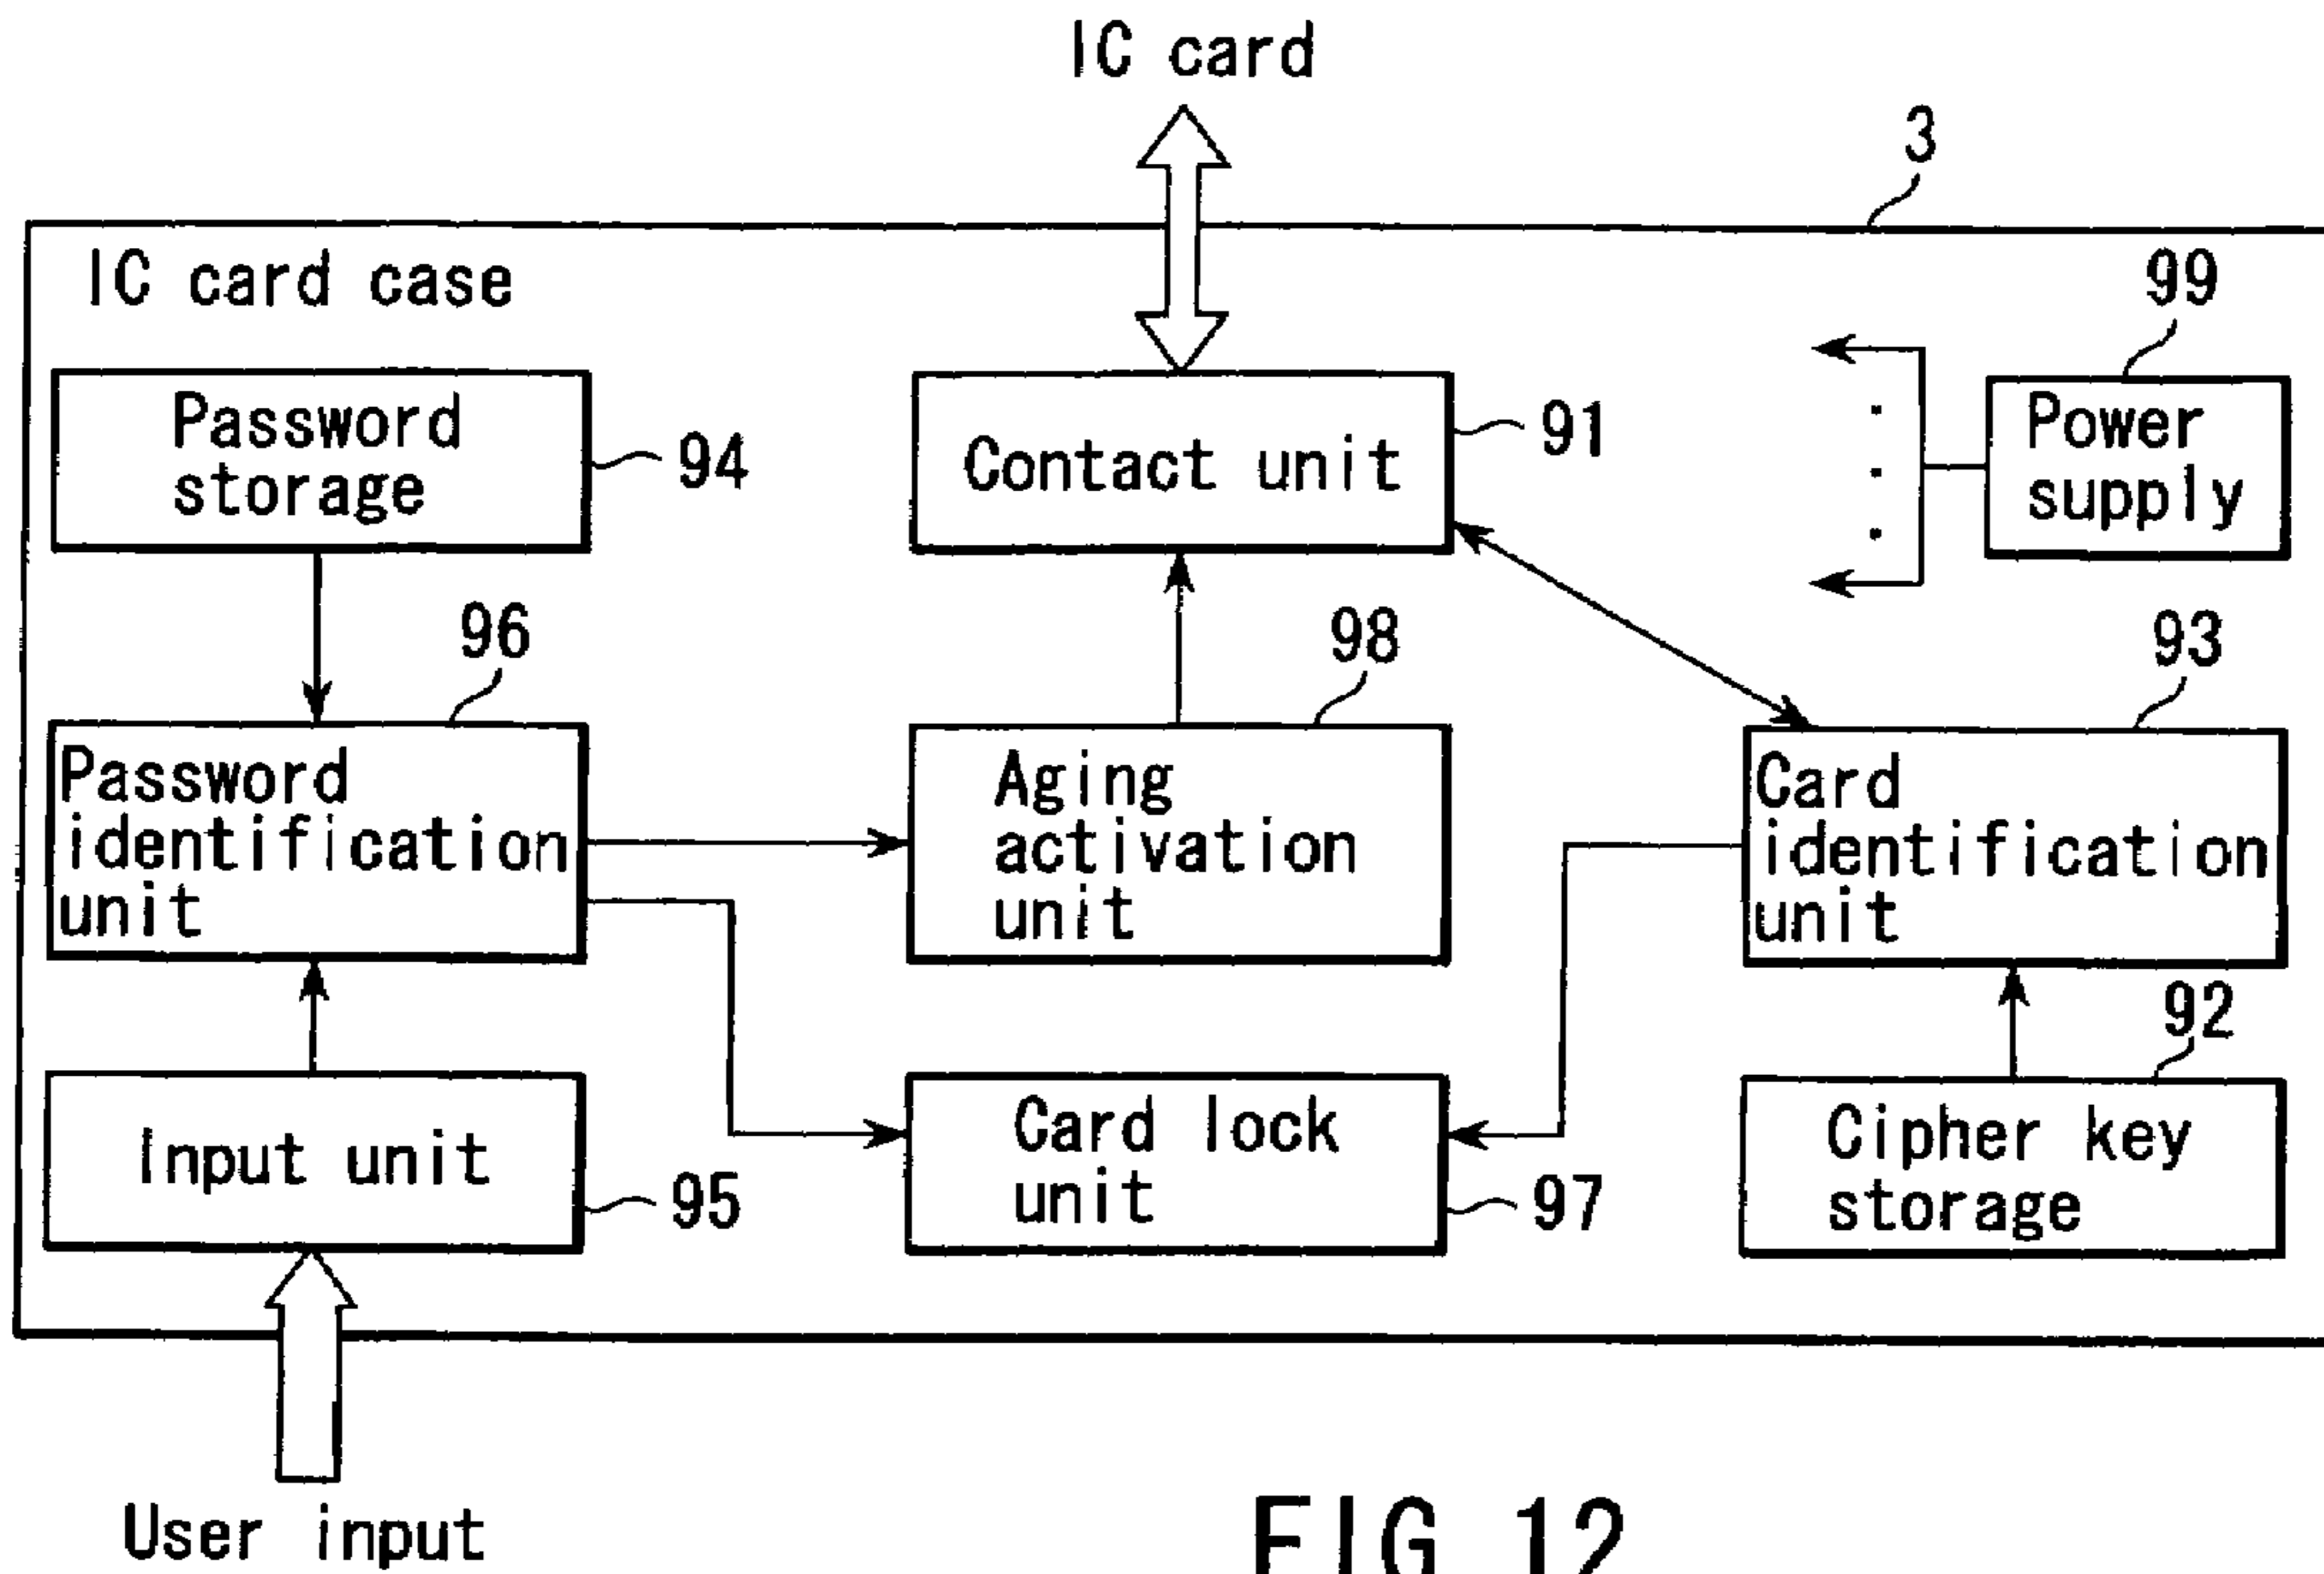 IC card
3
IC card case
99
Password
storage
94
Contact unit
91
Power
supply
96
98
93
Password
identification
unit
Aging
activation
unit
Card
identification
unit
92
Input unit
95
Card lock
unit
97
Cipher key
storage
User input
FIG. 12